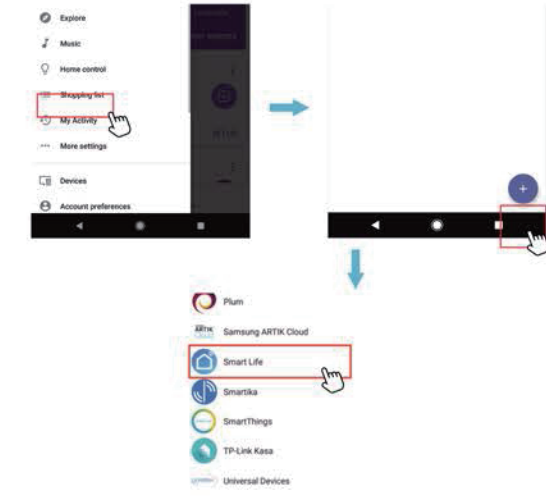 Explore
Music
Home control
Shopping list
My Activity
More settings
Devices
Account preferences
+
Plum
ARTIK
Samsung ARTIK Cloud
Smart Life
Smartika
SmartThings
TP-Link Kasa
Universal Devices